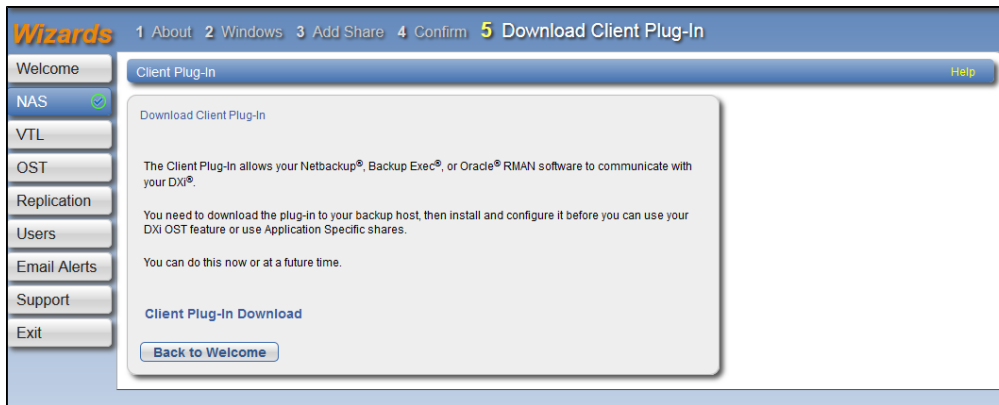 Wizards
1 About 2 Windows 3 Add Share 4 Confirm 5 Download Client Plug-In
Welcome
NAS
VTL
OST
Replication
Users
Email Alerts
Support
Exit
Client Plug-In
Help
Download Client Plug-In
The Client Plug-In allows your Netbackup®, Backup Exec®, or Oracle® RMAN software to communicate with
your DXi®.
You need to download the plug-in to your backup host, then install and configure it before you can use your
DXi OST feature or use Application Specific shares.
You can do this now or at a future time.
Client Plug-In Download
Back to Welcome